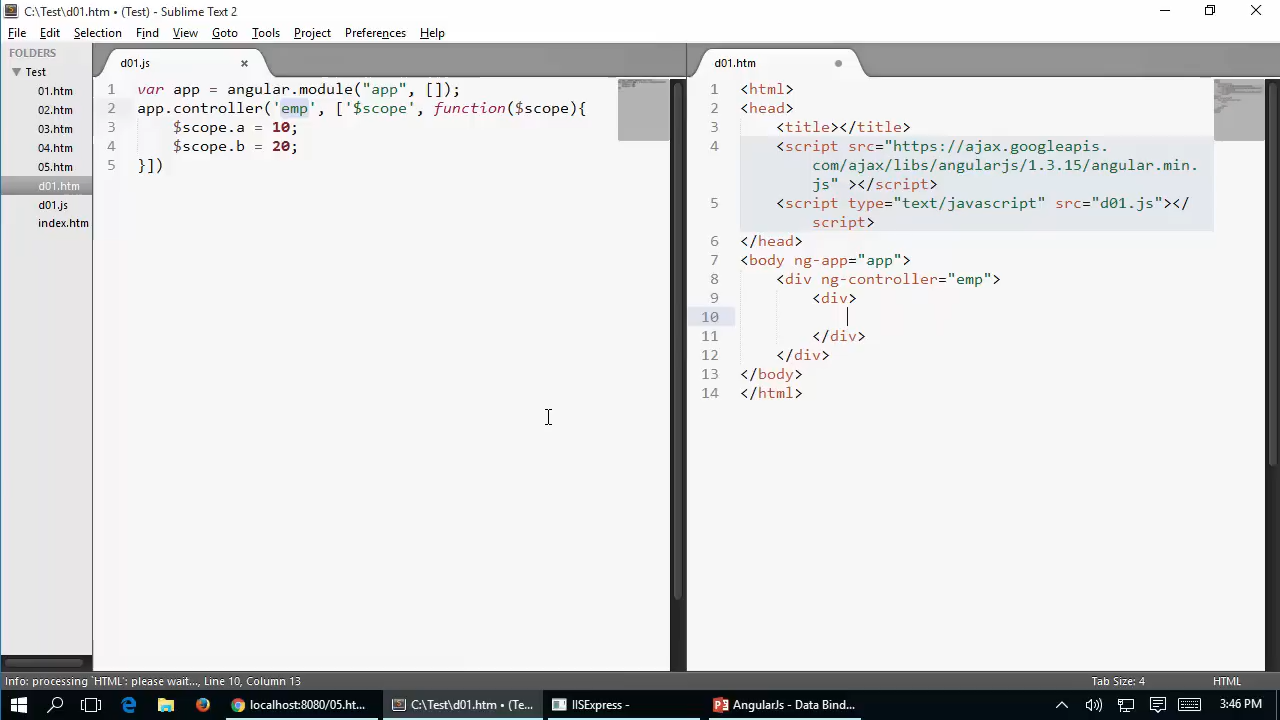 C:\Test\d01.htm • (Test) - Sublime Text 2
File Edit Selection Find View Goto Tools Project Preferences Help
FOLDERS
Test
01.htm
02.htm
03.htm
04.htm
05.htm
d01.htm
d01.js
index.htm
d01.js ×
1 var app = angular.module("app", []);
2 app.controller('emp', ['$scope', function($scope){
3 $scope.a = 10;
4 $scope.b = 20;
5 }])
d01.htm
1 <html>
2 <head>
3 <title></title>
4 <script src="https://ajax.googleapis.
com/ajax/libs/angularjs/1.3.15/angular.min.
js" ></script>
5 <script type="text/javascript" src="d01.js"></
script>
6 </head>
7 <body ng-app="app">
8 <div ng-controller="emp">
9 <div>
10
11 </div>
12 </div>
13 </body>
14 </html>
Info: processing `HTML': please wait..., Line 10, Column 13
Tab Size: 4
HTML
localhost:8080/05.ht...
C:\Test\d01.htm • (Te...
IISExpress -
AngularJs - Data Bind...
3:46 PM